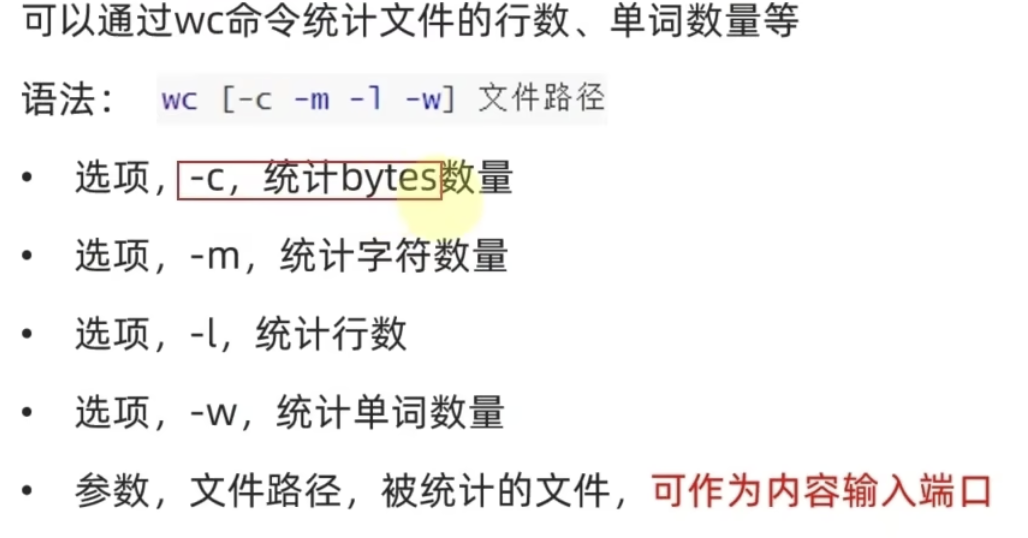 可以通过wc命令统计文件的行数、单词数量等
语法： wc [-c -m -l -w] 文件路径
• 选项，-c，统计bytes数量
• 选项，-m，统计字符数量
• 选项，-l，统计行数
• 选项，-w，统计单词数量
• 参数，文件路径，被统计的文件，可作为内容输入端口